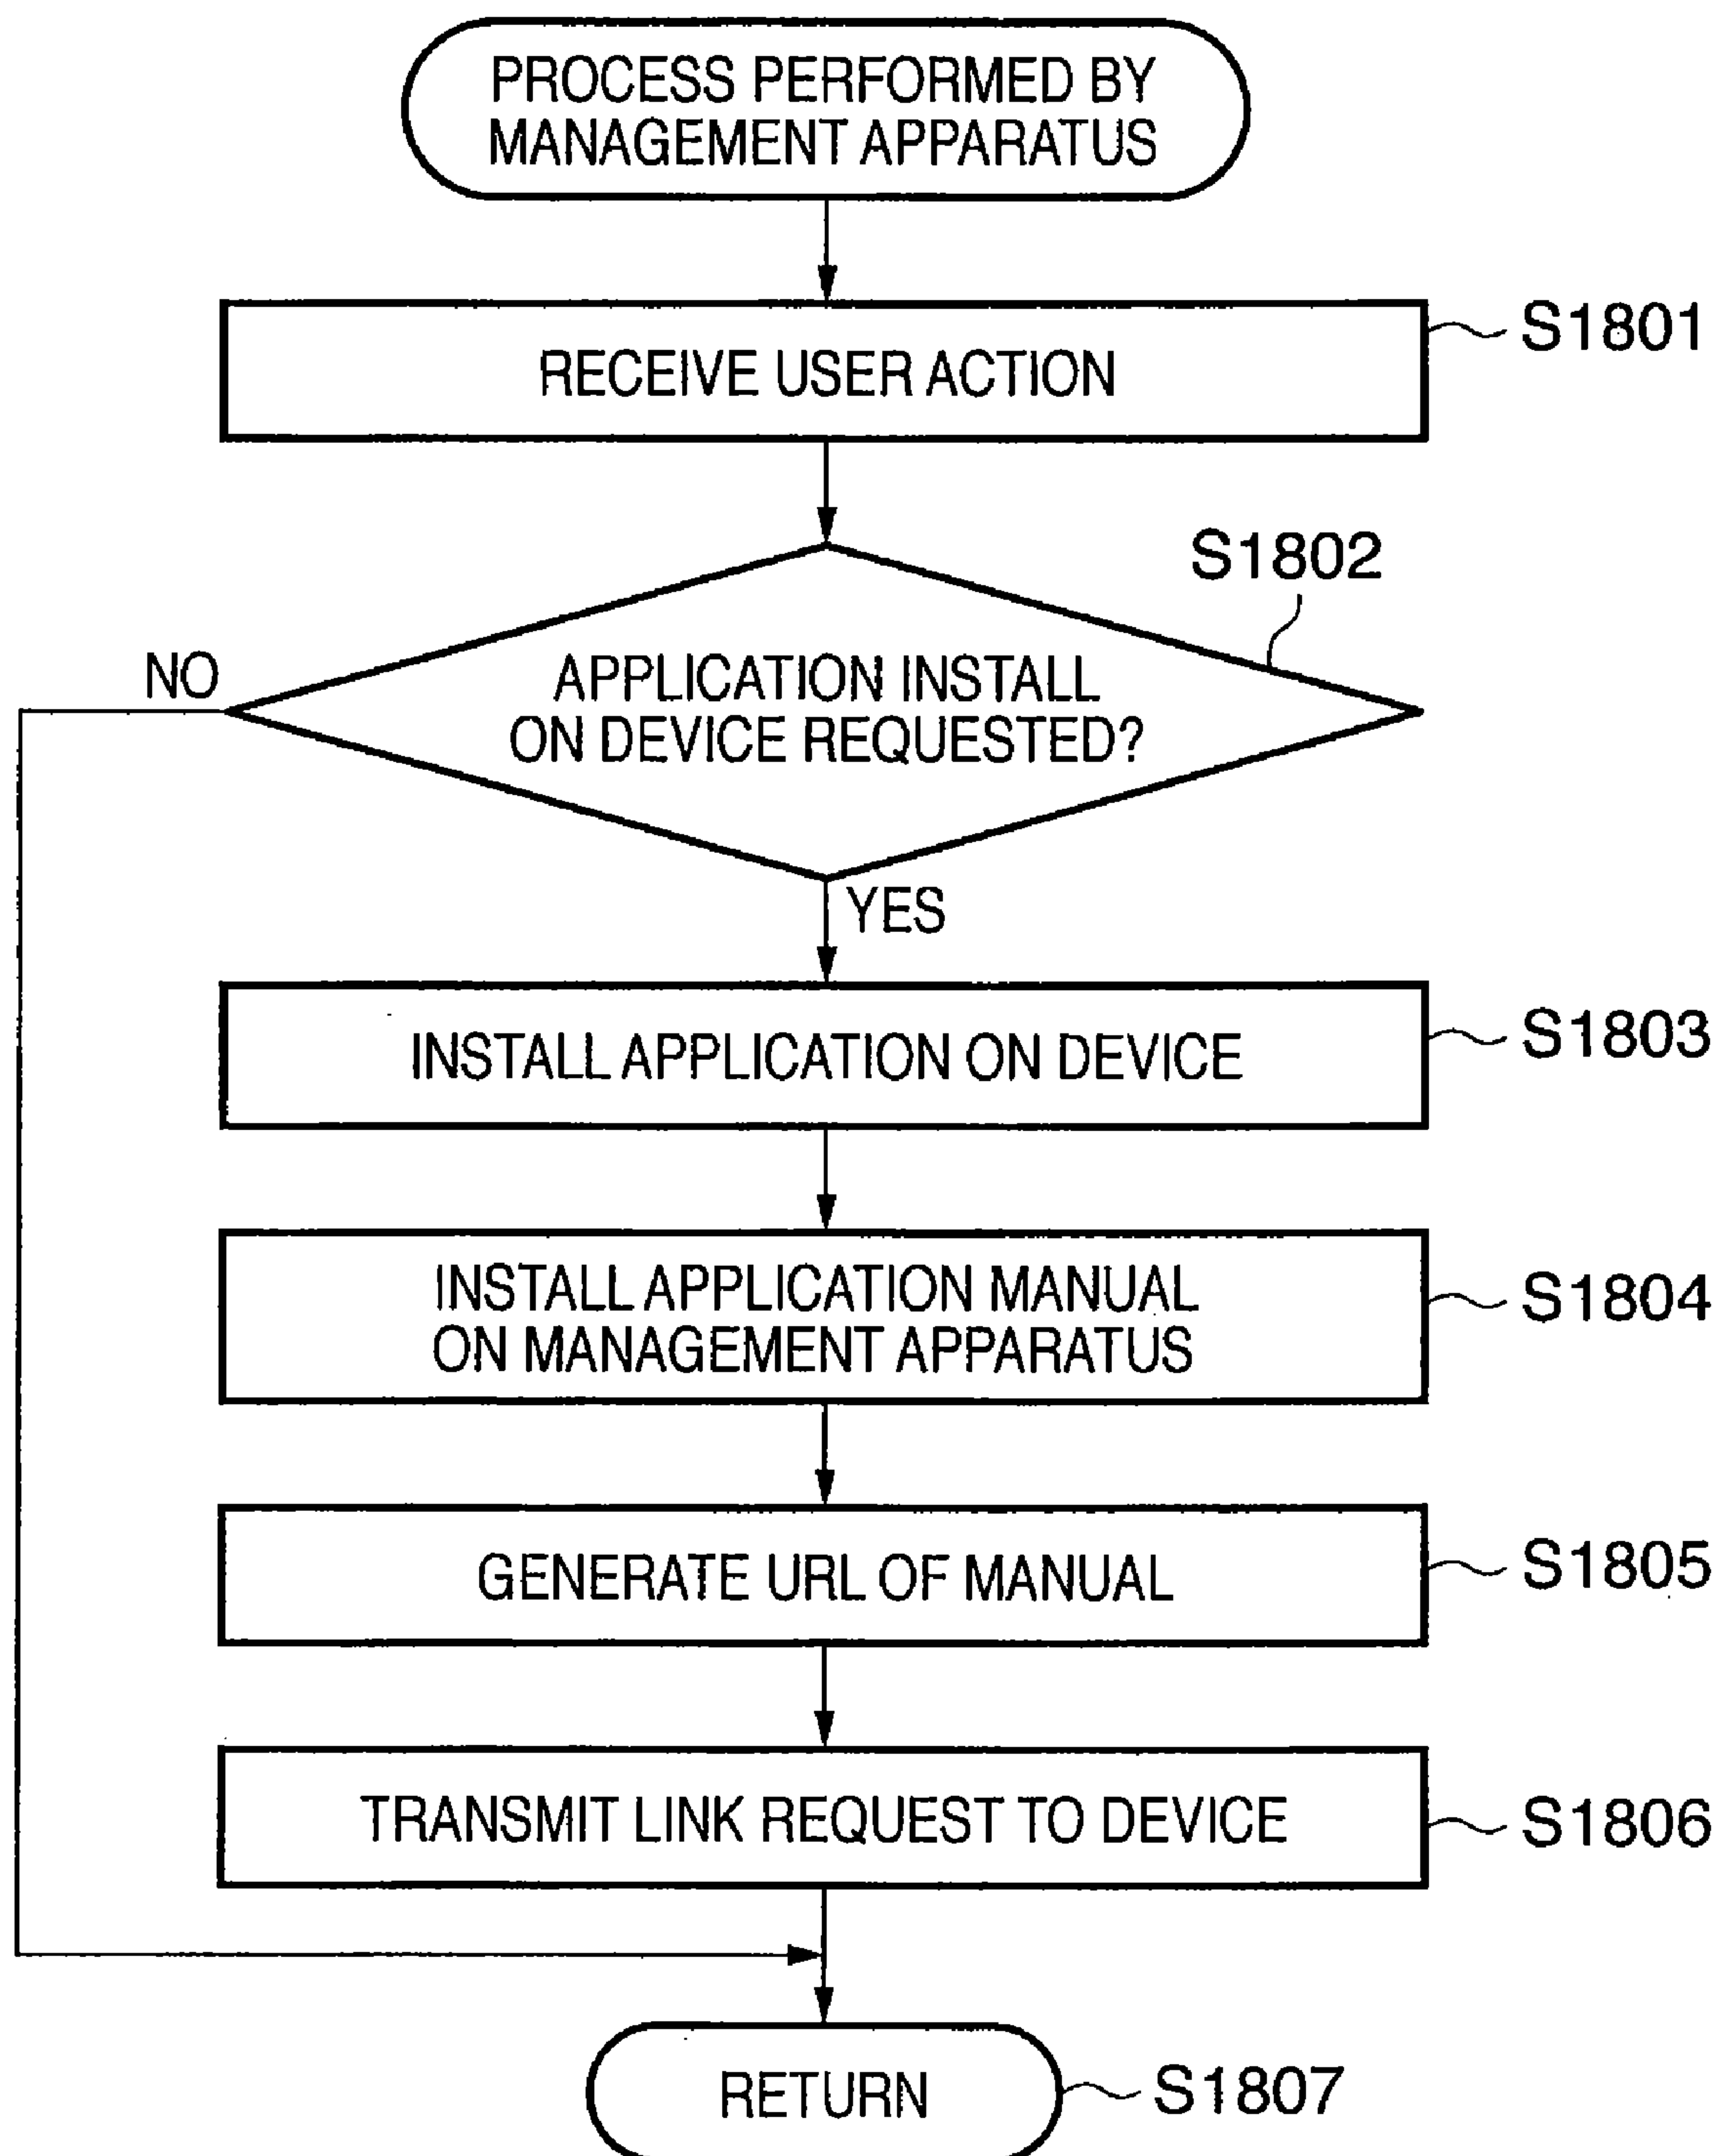 PROCESS PERFORMED BY
MANAGEMENT APPARATUS
RECEIVE USER ACTION
S1801
S1802
NO
APPLICATION INSTALL
ON DEVICE REQUESTED?
YES
INSTALL APPLICATION ON DEVICE
S1803
INSTALL APPLICATION MANUAL
ON MANAGEMENT APPARATUS
S1804
GENERATE URL OF MANUAL
S1805
TRANSMIT LINK REQUEST TO DEVICE
S1806
RETURN
S1807